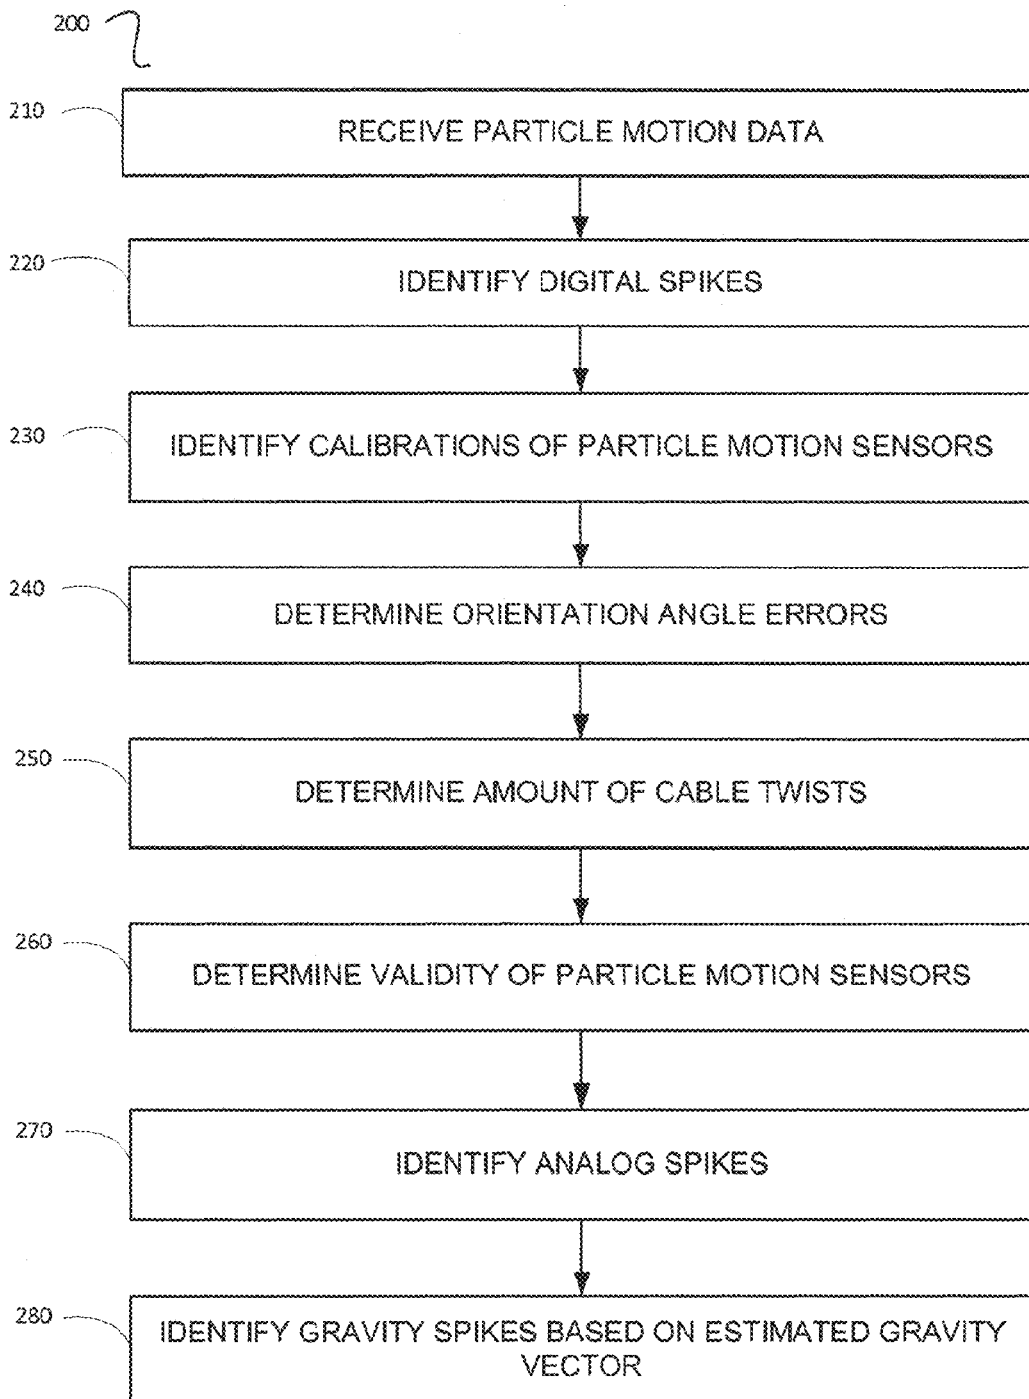 200
210
RECEIVE PARTICLE MOTION DATA
220
IDENTIFY DIGITAL SPIKES
230
IDENTIFY CALIBRATIONS OF PARTICLE MOTION SENSORS
240
DETERMINE ORIENTATION ANGLE ERRORS
250
DETERMINE AMOUNT OF CABLE TWISTS
260
DETERMINE VALIDITY OF PARTICLE MOTION SENSORS
270
IDENTIFY ANALOG SPIKES
280
IDENTIFY GRAVITY SPIKES BASED ON ESTIMATED GRAVITY
VECTOR